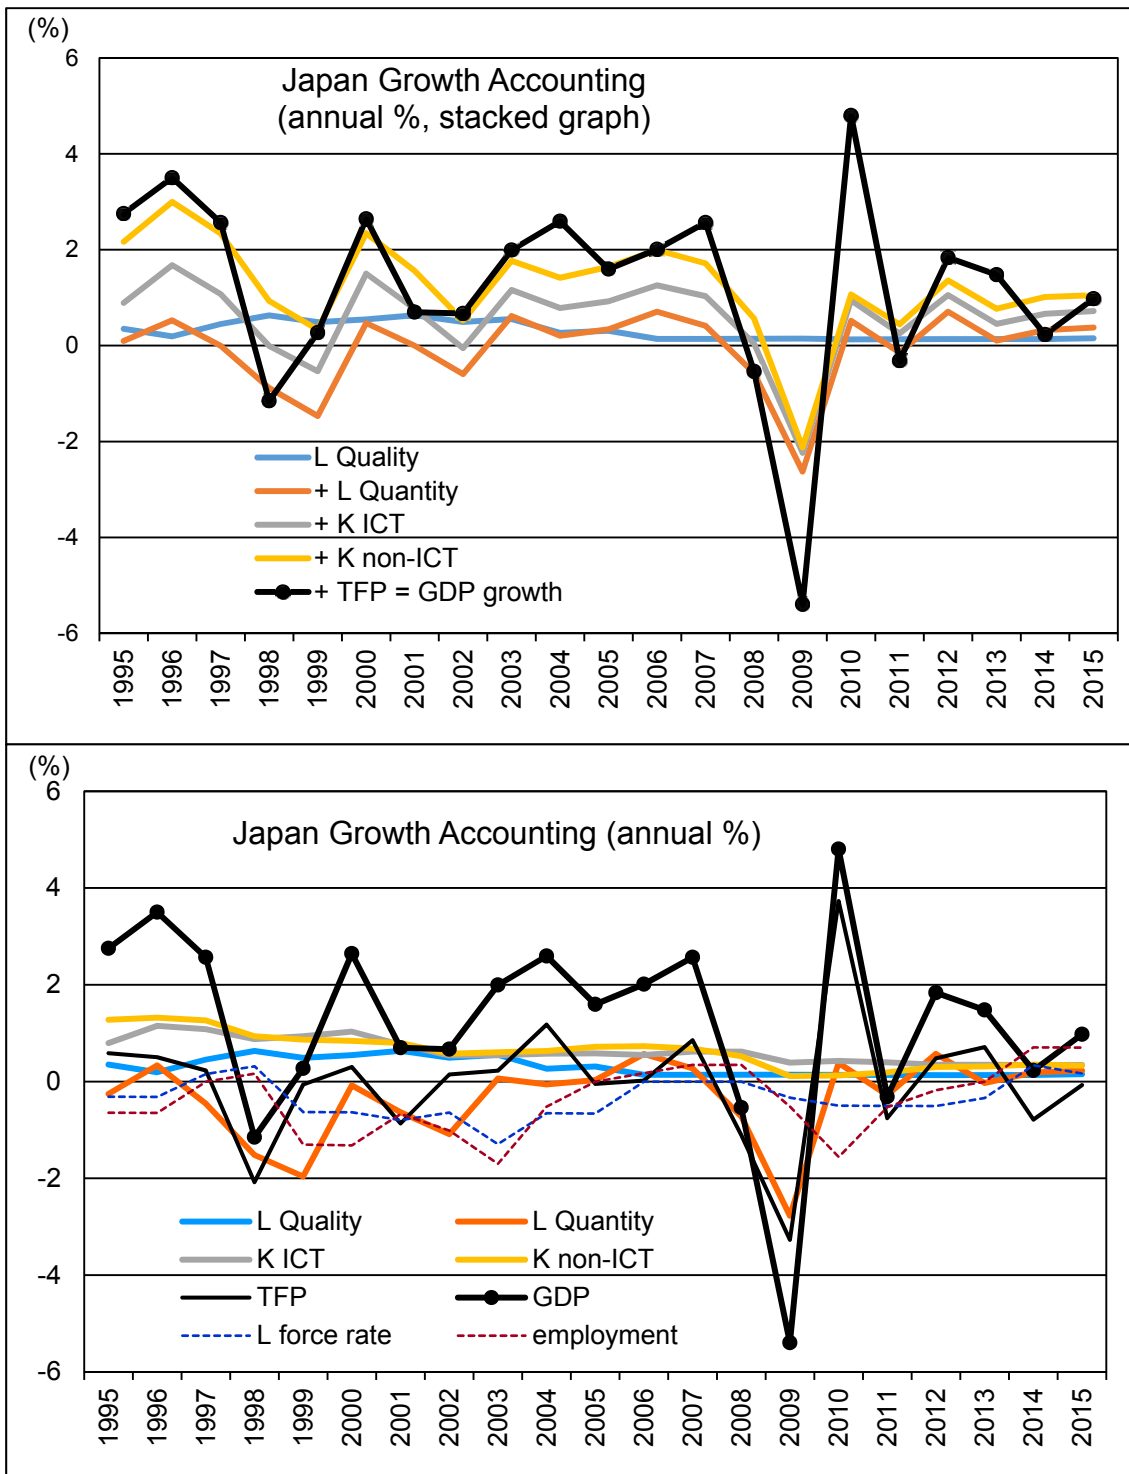 (%)
6
Japan Growth Accounting
(annual %, stacked graph)
4
2
0
-2
L Quality
+ L Quantity
+ K ICT
-4
+ K non-ICT
+ TFP = GDP growth
-6
1995 1996 1997 1998 1999 2000 2001 2002 2003 2004 2005 2006 2007 2008 2009 2010 2011 2012 2013 2014 2015
(%)
6
Japan Growth Accounting (annual %)
4
2
0
-2
L Quality L Quantity
K ICT K non-ICT
-4
TFP GDP
L force rate employment
-6
1995 1996 1997 1998 1999 2000 2001 2002 2003 2004 2005 2006 2007 2008 2009 2010 2011 2012 2013 2014 2015